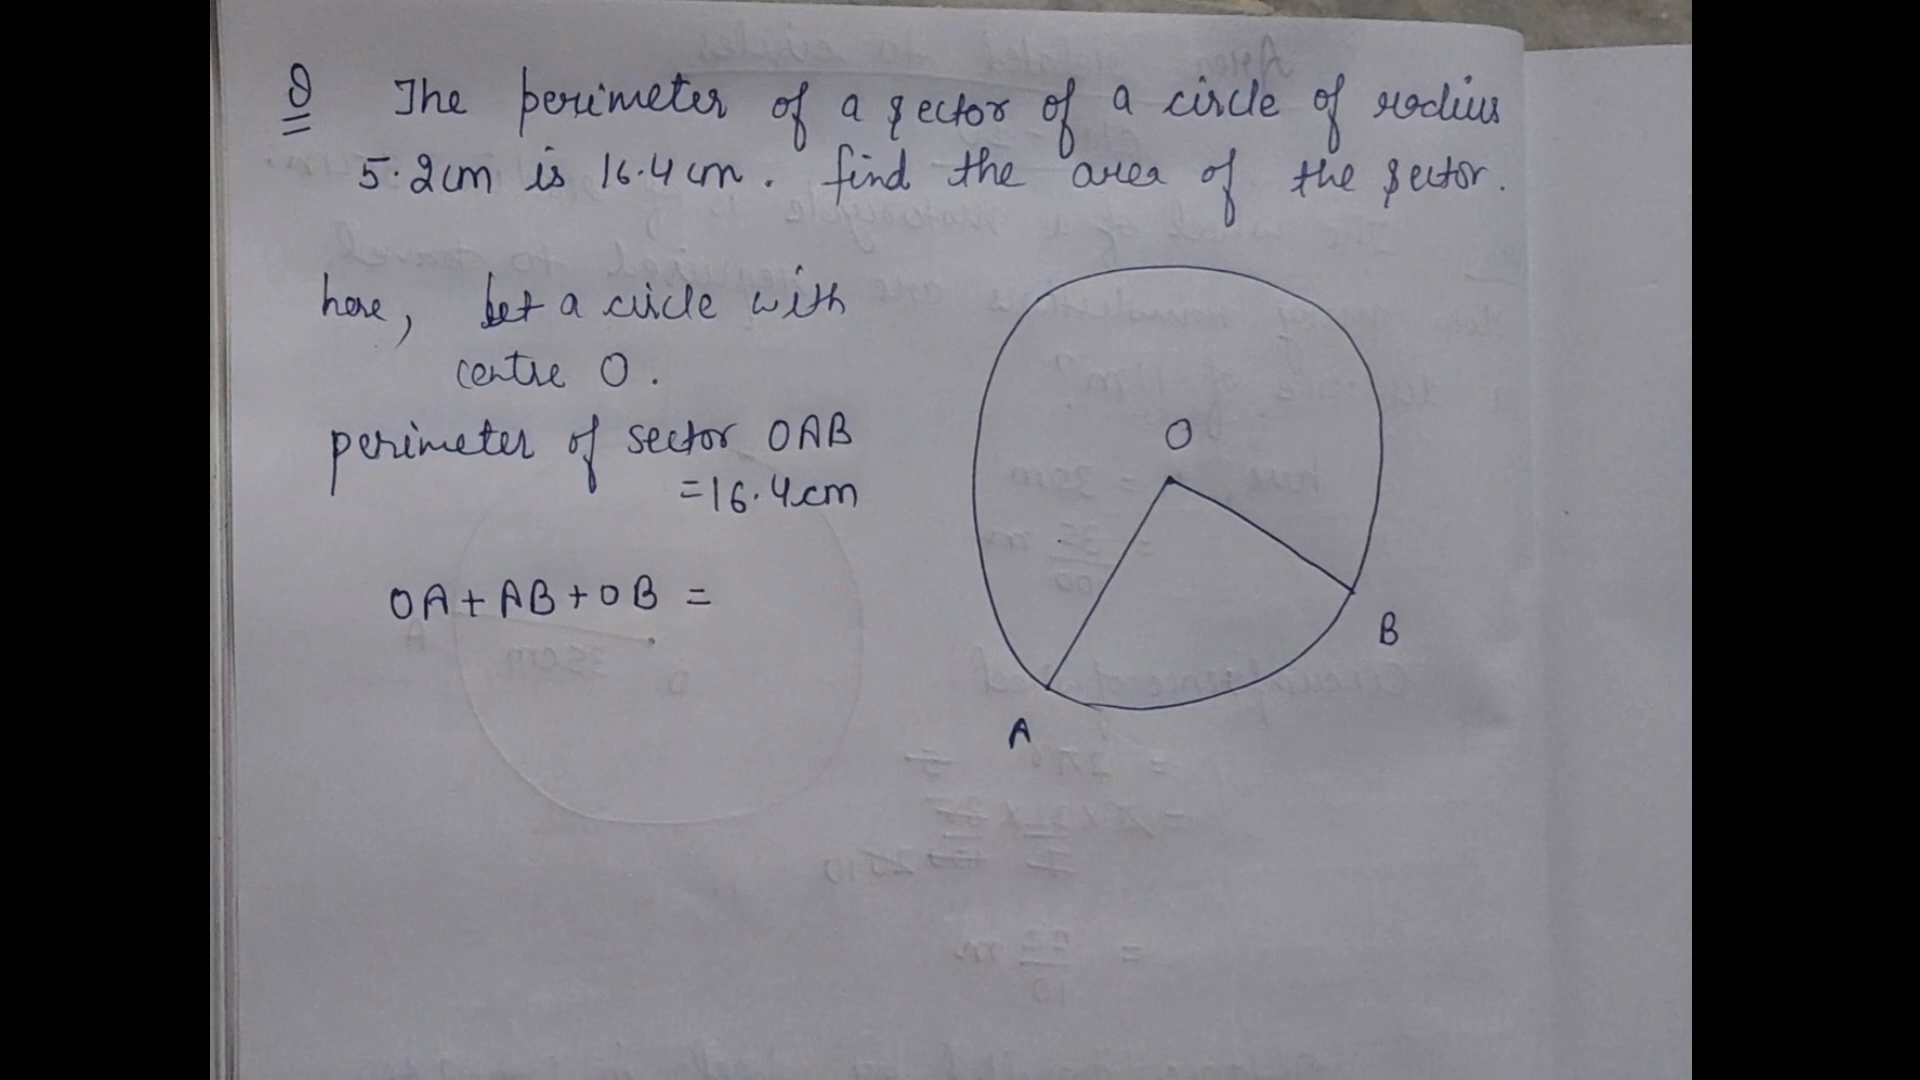 Q The perimeter of a sector of a circle of radius
5.2cm is 16.4cm. find the area of the sector.
here, let a circle with
centre O.
perimeter of sector OAB
=16.4cm
OA+AB+OB =
O
B
A